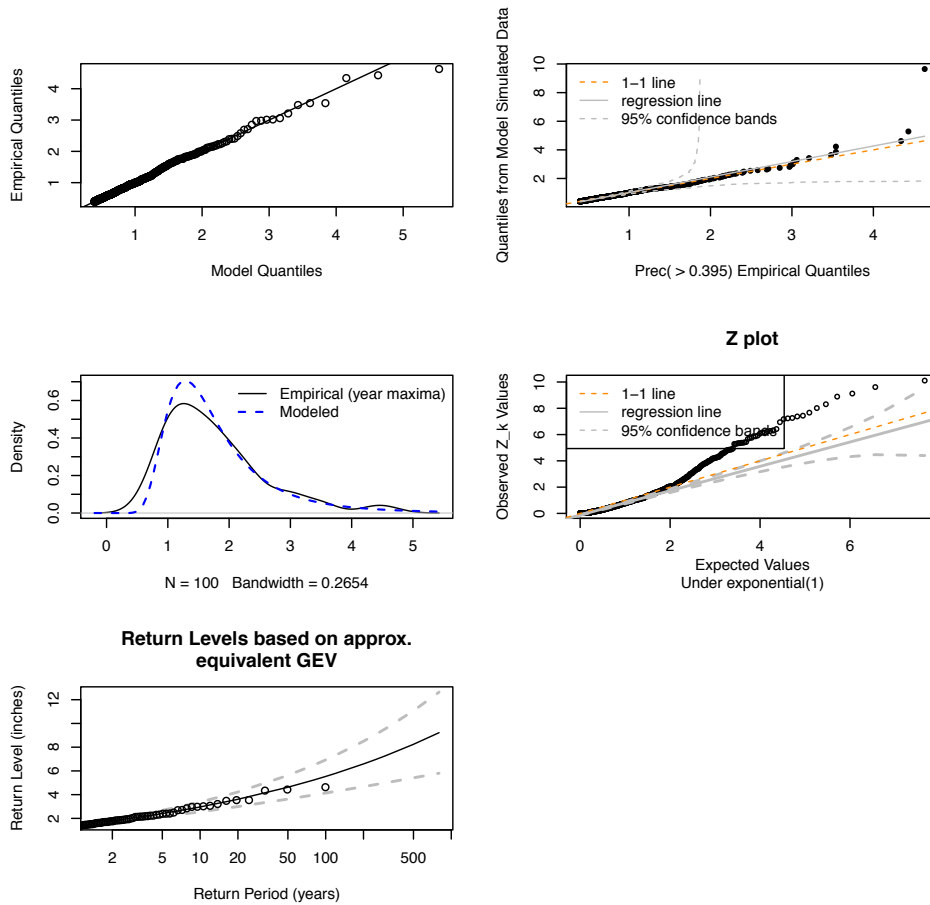 Empirical Quantiles
4
3
2
1
1 2 3 4 5
Model Quantiles
Quantiles from Model Simulated Data
10
8
6
4
2
1−1 line
regression line
95% confidence bands
1 2 3 4
Prec( > 0.395) Empirical Quantiles
Density
0.6
0.4
0.2
0.0
Empirical (year maxima)
Modeled
0 1 2 3 4 5
N = 100 Bandwidth = 0.2654
Z plot
Observed Z_k Values
10
8
6
4
2
0
1−1 line
regression line
95% confidence bands
0 2 4 6
Expected Values
Under exponential(1)
Return Levels based on approx.
equivalent GEV
Return Level (inches)
12
8
6
4
2
2 5 10 20 50 100 500
Return Period (years)